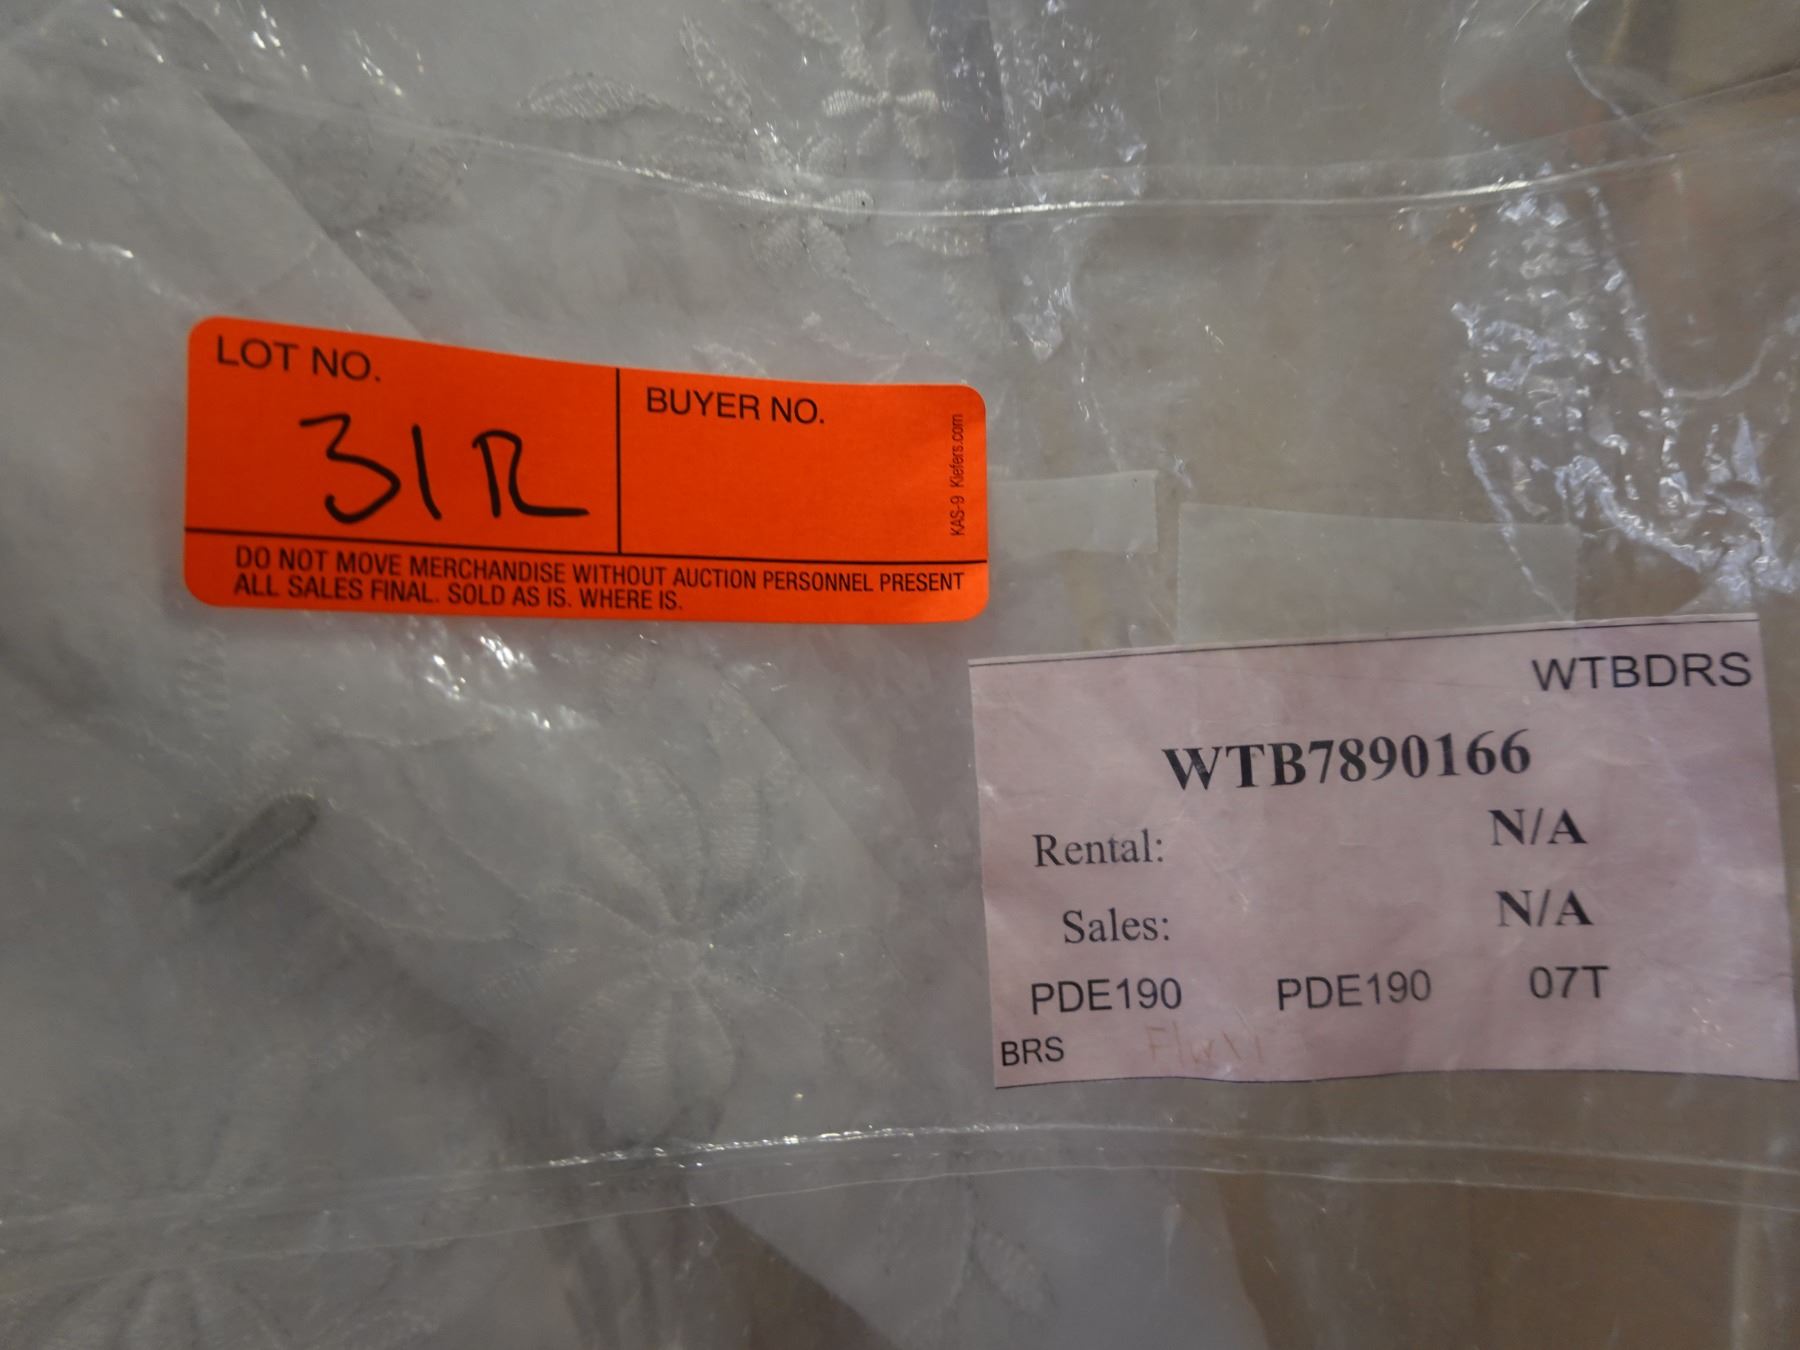 LOT NO.
31R
BUYER NO.
KAS-9 Kiefers.com
DO NOT MOVE MERCHANDISE WITHOUT AUCTION PERSONNEL PRESENT
ALL SALES FINAL. SOLD AS IS. WHERE IS.
WTBDRS
WTB7890166
Rental: N/A
Sales: N/A
PDE190 PDE190 07T
BRS